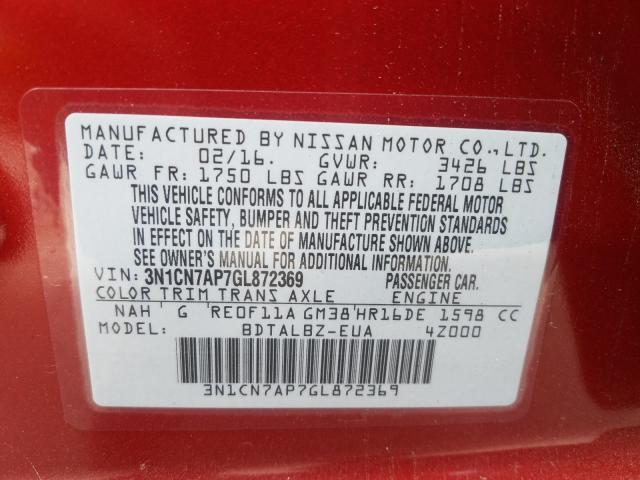 MANUFACTURED BY NISSAN MOTOR CO.,LTD.
DATE: 02/16. GVWR: 3426 LBS
GAWR FR: 1750 LBS GAWR RR: 1708 LBS
THIS VEHICLE CONFORMS TO ALL APPLICABLE FEDERAL MOTOR
VEHICLE SAFETY, BUMPER AND THEFT PREVENTION STANDARDS
IN EFFECT ON THE DATE OF MANUFACTURE SHOWN ABOVE.
SEE OWNER'S MANUAL FOR ADDITIONAL INFORMATION.
VIN: 3N1CN7AP7GL872369 PASSENGER CAR.
COLOR TRIM TRANS AXLE ENGINE
NAH G RE0F11A GM38 HR16DE 1598 CC
MODEL: BDTALBZ-EUA 4Z000
3N1CN7AP7GL872369